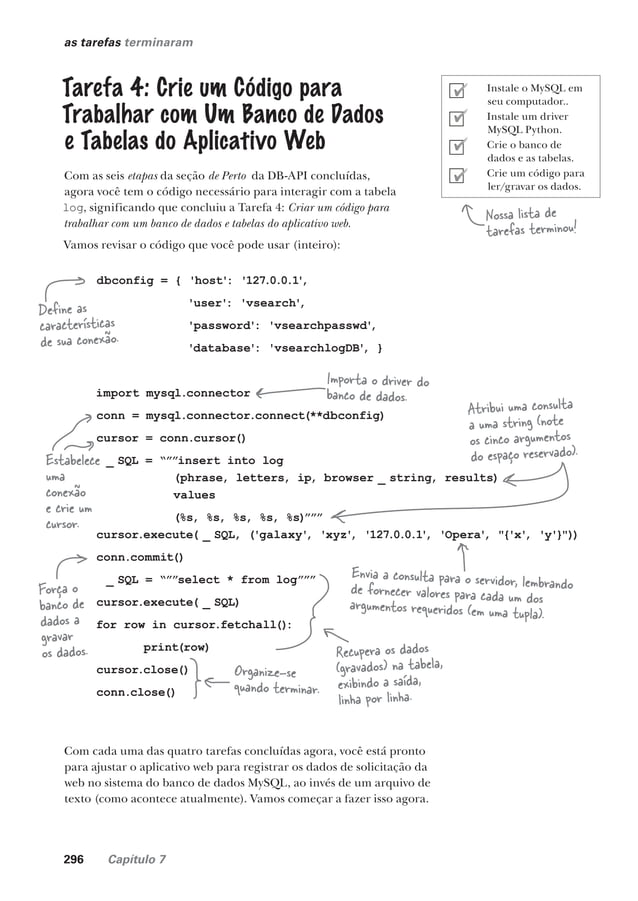 as tarefas terminaram
Tarefa 4: Crie um Código para
Trabalhar com Um Banco de Dados
e Tabelas do Aplicativo Web
Instale o MySQL em
seu computador..
Instale um driver
MySQL Python.
Crie o banco de
dados e as tabelas.
Crie um código para
ler/gravar os dados.
Nossa lista de
tarefas terminou!
Com as seis etapas da seção de Perto da DB-API concluídas,
agora você tem o código necessário para interagir com a tabela
log, significando que concluiu a Tarefa 4: Criar um código para
trabalhar com um banco de dados e tabelas do aplicativo web.
Vamos revisar o código que você pode usar (inteiro):
dbconfig = { 'host': '127.0.0.1',
'user': 'vsearch',
'password': 'vsearchpasswd',
'database': 'vsearchlogDB', }
Define as
características
de sua conexão.
import mysql.connector
Importa o driver do
banco de dados.
conn = mysql.connector.connect(**dbconfig)
cursor = conn.cursor()
Estabelece
uma
conexão
e crie um
cursor.
Atribui uma consulta
a uma string (note
os cinco argumentos
do espaço reservado).
_ SQL = “””insert into log
(phrase, letters, ip, browser _ string, results)
values
(%s, %s, %s, %s, %s)”””
cursor.execute( _ SQL, ('galaxy', 'xyz', '127.0.0.1', 'Opera', "{'x', 'y'}"))
conn.commit()
Força o
banco de
dados a
gravar
os dados.
Envia a consulta para o servidor, lembrando
de fornecer valores para cada um dos
argumentos requeridos (em uma tupla).
_ SQL = “””select * from log”””
cursor.execute( _ SQL)
for row in cursor.fetchall():
print(row)
Recupera os dados
(gravados) na tabela,
exibindo a saída,
linha por linha.
cursor.close()
conn.close()
Organize-se
quando terminar.
Com cada uma das quatro tarefas concluídas agora, você está pronto
para ajustar o aplicativo web para registrar os dados de solicitação da
web no sistema do banco de dados MySQL, ao invés de um arquivo de
texto (como acontece atualmente). Vamos começar a fazer isso agora.
296 Capítulo 7